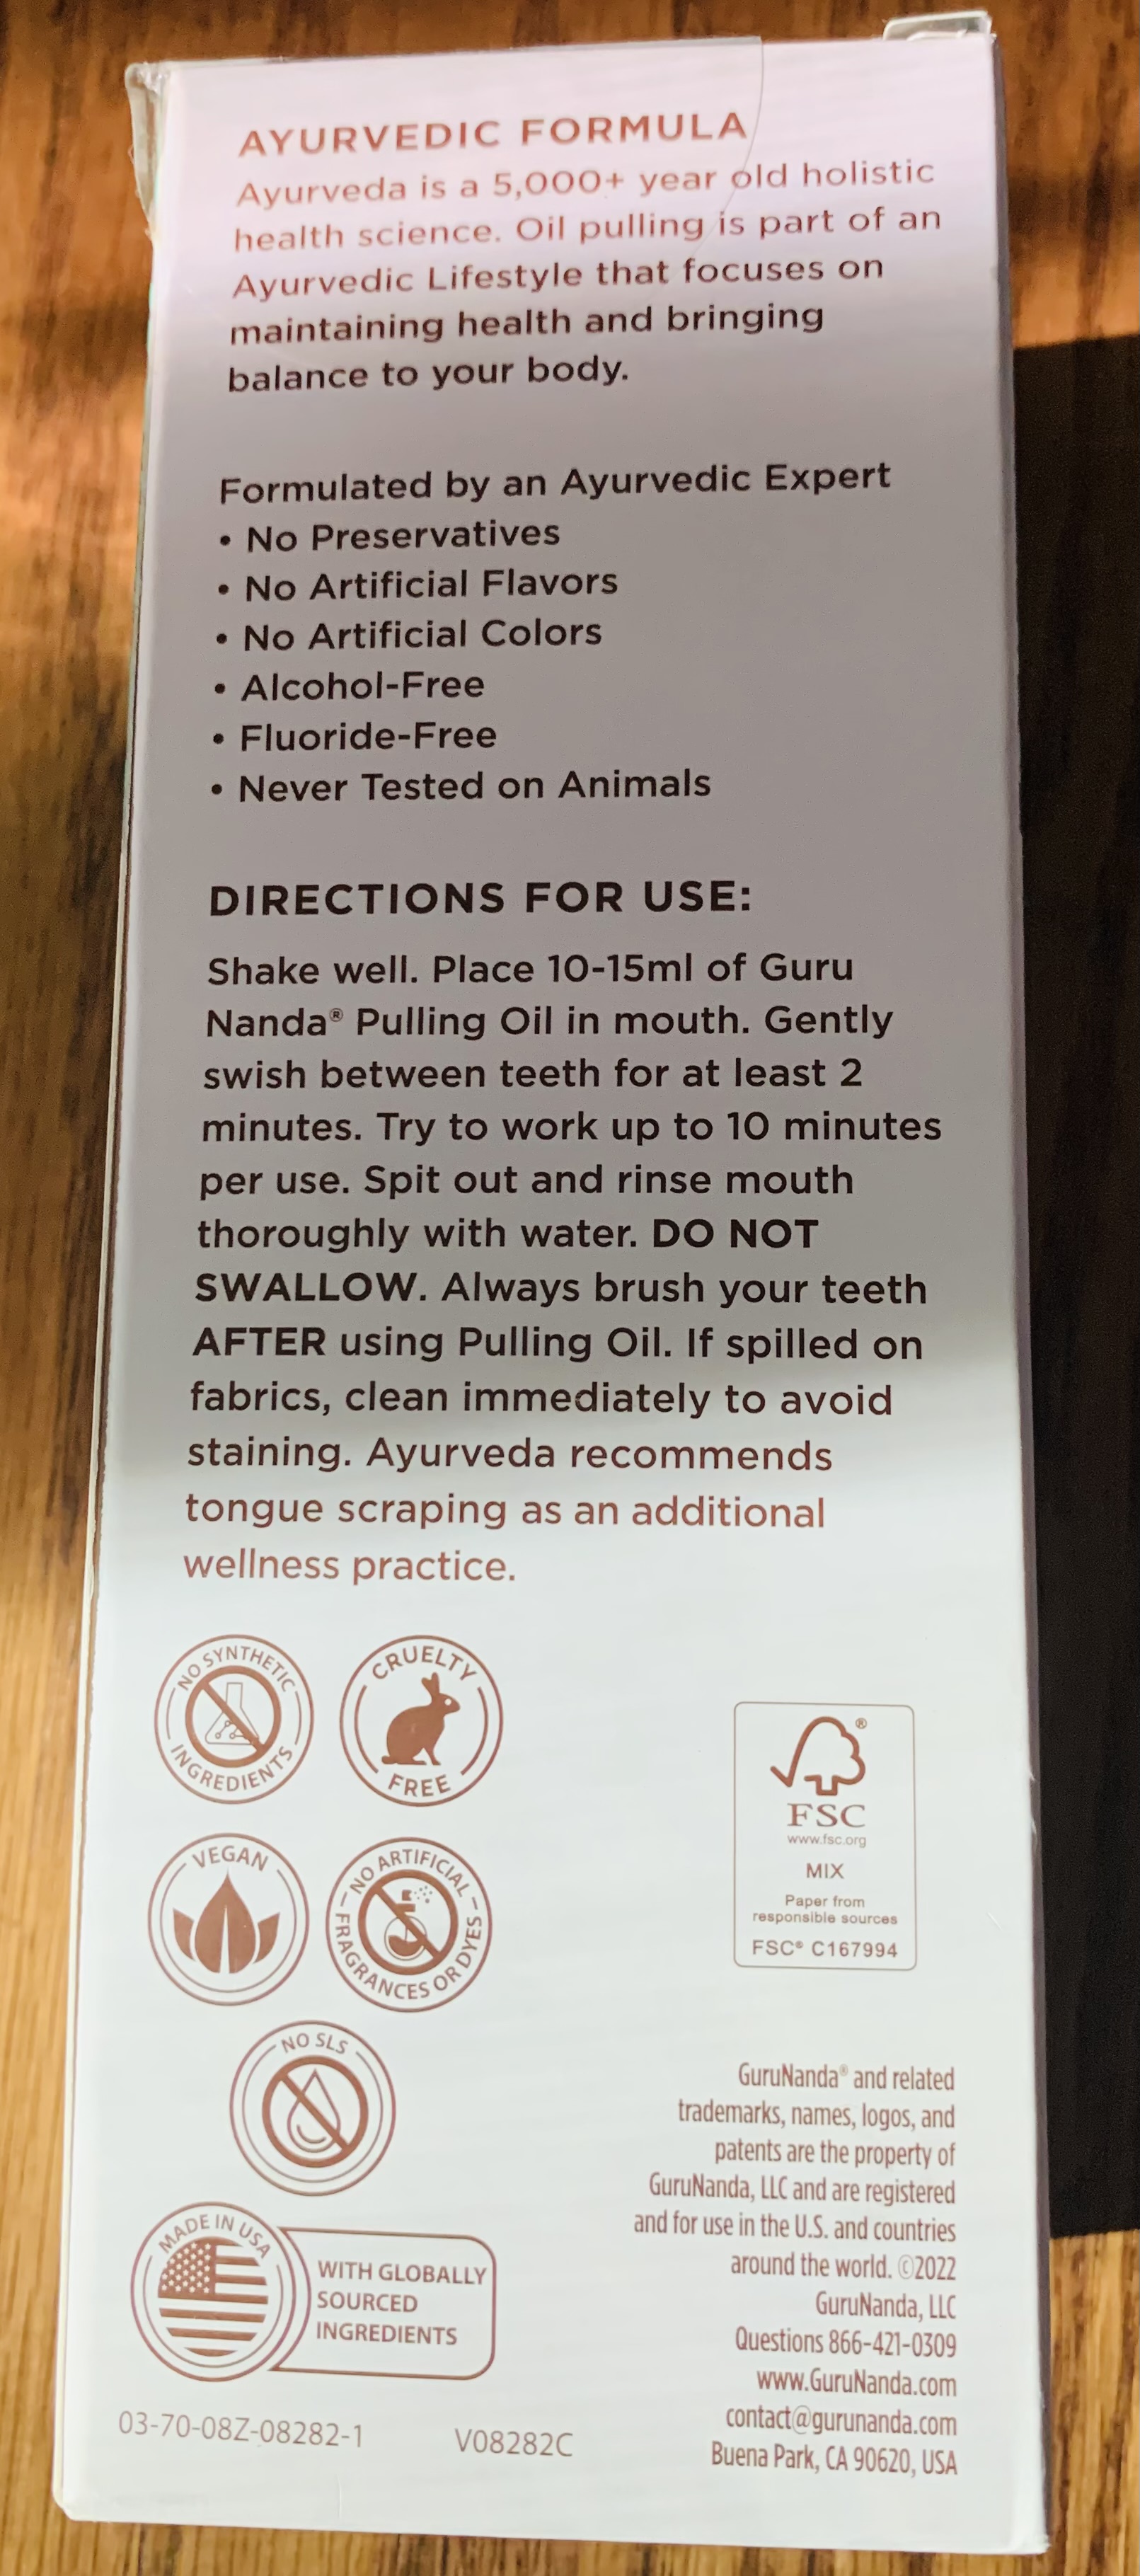 AYURVEDIC FORMULA
Ayurveda is a 5,000+ year old holistic
health science. Oil pulling is part of an
Ayurvedic Lifestyle that focuses on
maintaining health and bringing
balance to your body.
Formulated by an Ayurvedic Expert
• No Preservatives
• No Artificial Flavors
• No Artificial Colors
• Alcohol-Free
• Fluoride-Free
• Never Tested on Animals
DIRECTIONS FOR USE:
Shake well. Place 10-15ml of Guru
Nanda® Pulling Oil in mouth. Gently
swish between teeth for at least 2
minutes. Try to work up to 10 minutes
per use. Spit out and rinse mouth
thoroughly with water. DO NOT
SWALLOW. Always brush your teeth
AFTER using Pulling Oil. If spilled on
fabrics, clean immediately to avoid
staining. Ayurveda recommends
tongue scraping as an additional
wellness practice.
NO SYNTHETIC
INGREDIENTS
CRUELTY
FREE
VEGAN
NO ARTIFICIAL
FRAGRANCES OR DYES
NO SLS
MADE IN USA
WITH GLOBALLY
SOURCED
INGREDIENTS
03-70-08Z-08282-1
V08282C
®
FSC
www.fsc.org
MIX
Paper from
responsible sources
FSC® C167994
GuruNanda® and related
trademarks, names, logos, and
patents are the property of
GuruNanda, LLC and are registered
and for use in the U.S. and countries
around the world. ©2022
GuruNanda, LLC
Questions 866-421-0309
www.GuruNanda.com
contact@gurunanda.com
Buena Park, CA 90620, USA